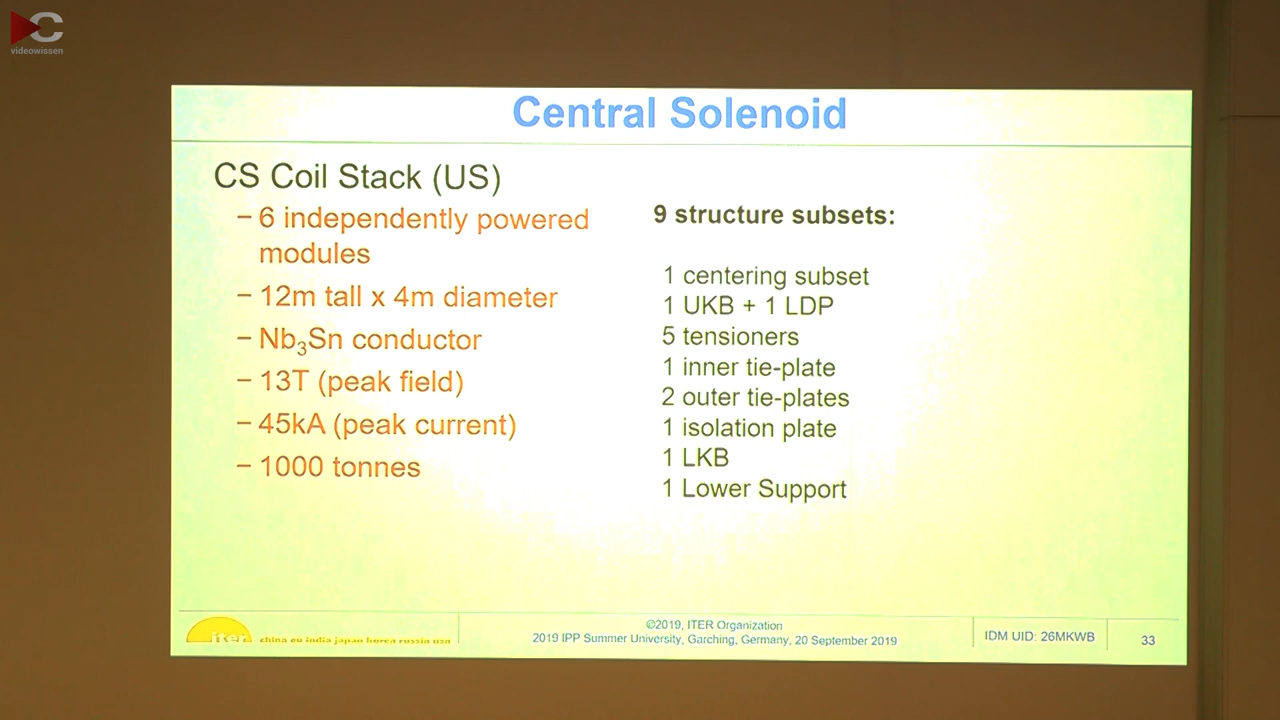 C
videowissen
Central Solenoid
CS Coil Stack (US)
– 6 independently powered
modules
– 12m tall x 4m diameter
– Nb₃Sn conductor
– 13T (peak field)
– 45kA (peak current)
– 1000 tonnes
9 structure subsets:
1 centering subset
1 UKB + 1 LDP
5 tensioners
1 inner tie-plate
2 outer tie-plates
1 isolation plate
1 LKB
1 Lower Support
iter
china eu india japan korea russia usa
©2019, ITER Organization
2019 IPP Summer University, Garching, Germany, 20 September 2019
IDM UID: 26MKWB
33